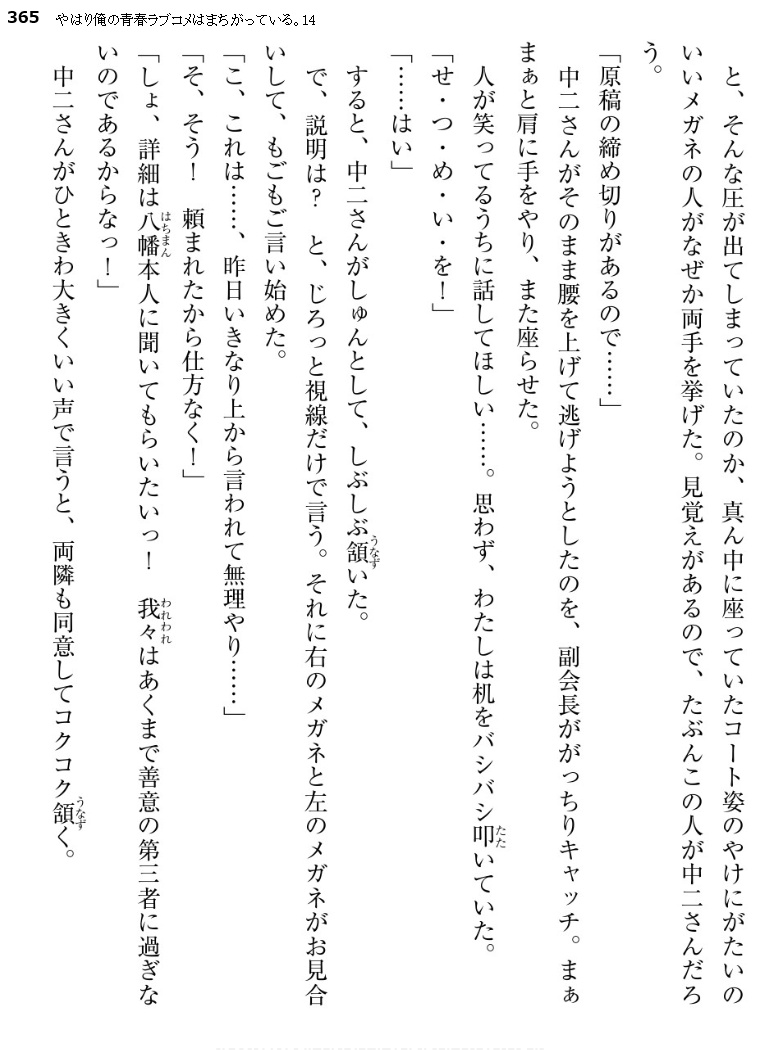 365 やはり俺の青春ラブコメはまちがっている。14
　と、そんな圧が出てしまっていたのか、真ん中に座っていたコート姿のやけにがたいの
いいメガネの人がなぜか両手を挙げた。見覚えがあるので、たぶんこの人が中二さんだろ
う。
「原稿の締め切りがあるので……」
　中二さんがそのまま腰を上げて逃げようとしたのを、副会長ががっちりキャッチ。まぁ
まぁと肩に手をやり、また座らせた。
　人が笑ってるうちに話してほしい……。思わず、わたしは机をバシバシ叩いていた。
「せ・つ・め・い・を！」
「……はい」
　すると、中二さんがしゅんとして、しぶしぶ頷いた。
　で、説明は？　と、じろっと視線だけで言う。それに右のメガネと左のメガネがお見合
いして、もごもご言い始めた。
「こ、これは……、昨日いきなり上から言われて無理やり……」
「そ、そう！　頼まれたから仕方なく！」
「しょ、詳細は八幡本人に聞いてもらいたいっ！　我々はあくまで善意の第三者に過ぎな
いのであるからなっ！」
　中二さんがひときわ大きくいい声で言うと、両隣も同意してコクコク頷く。